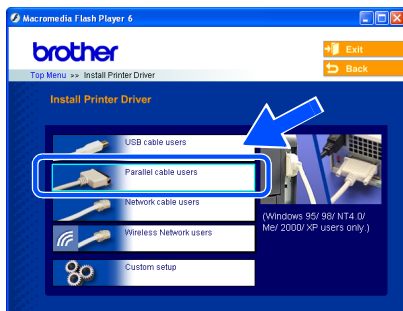 Macromedia Flash Player 6
brother
Exit
Back
Top Menu >> Install Printer Driver
Install Printer Driver
USB cable users
Parallel cable users
Network cable users
Wireless Network users
Custom setup
(Windows 95/ 98/ NT4.0/
Me/ 2000/ XP users only.)